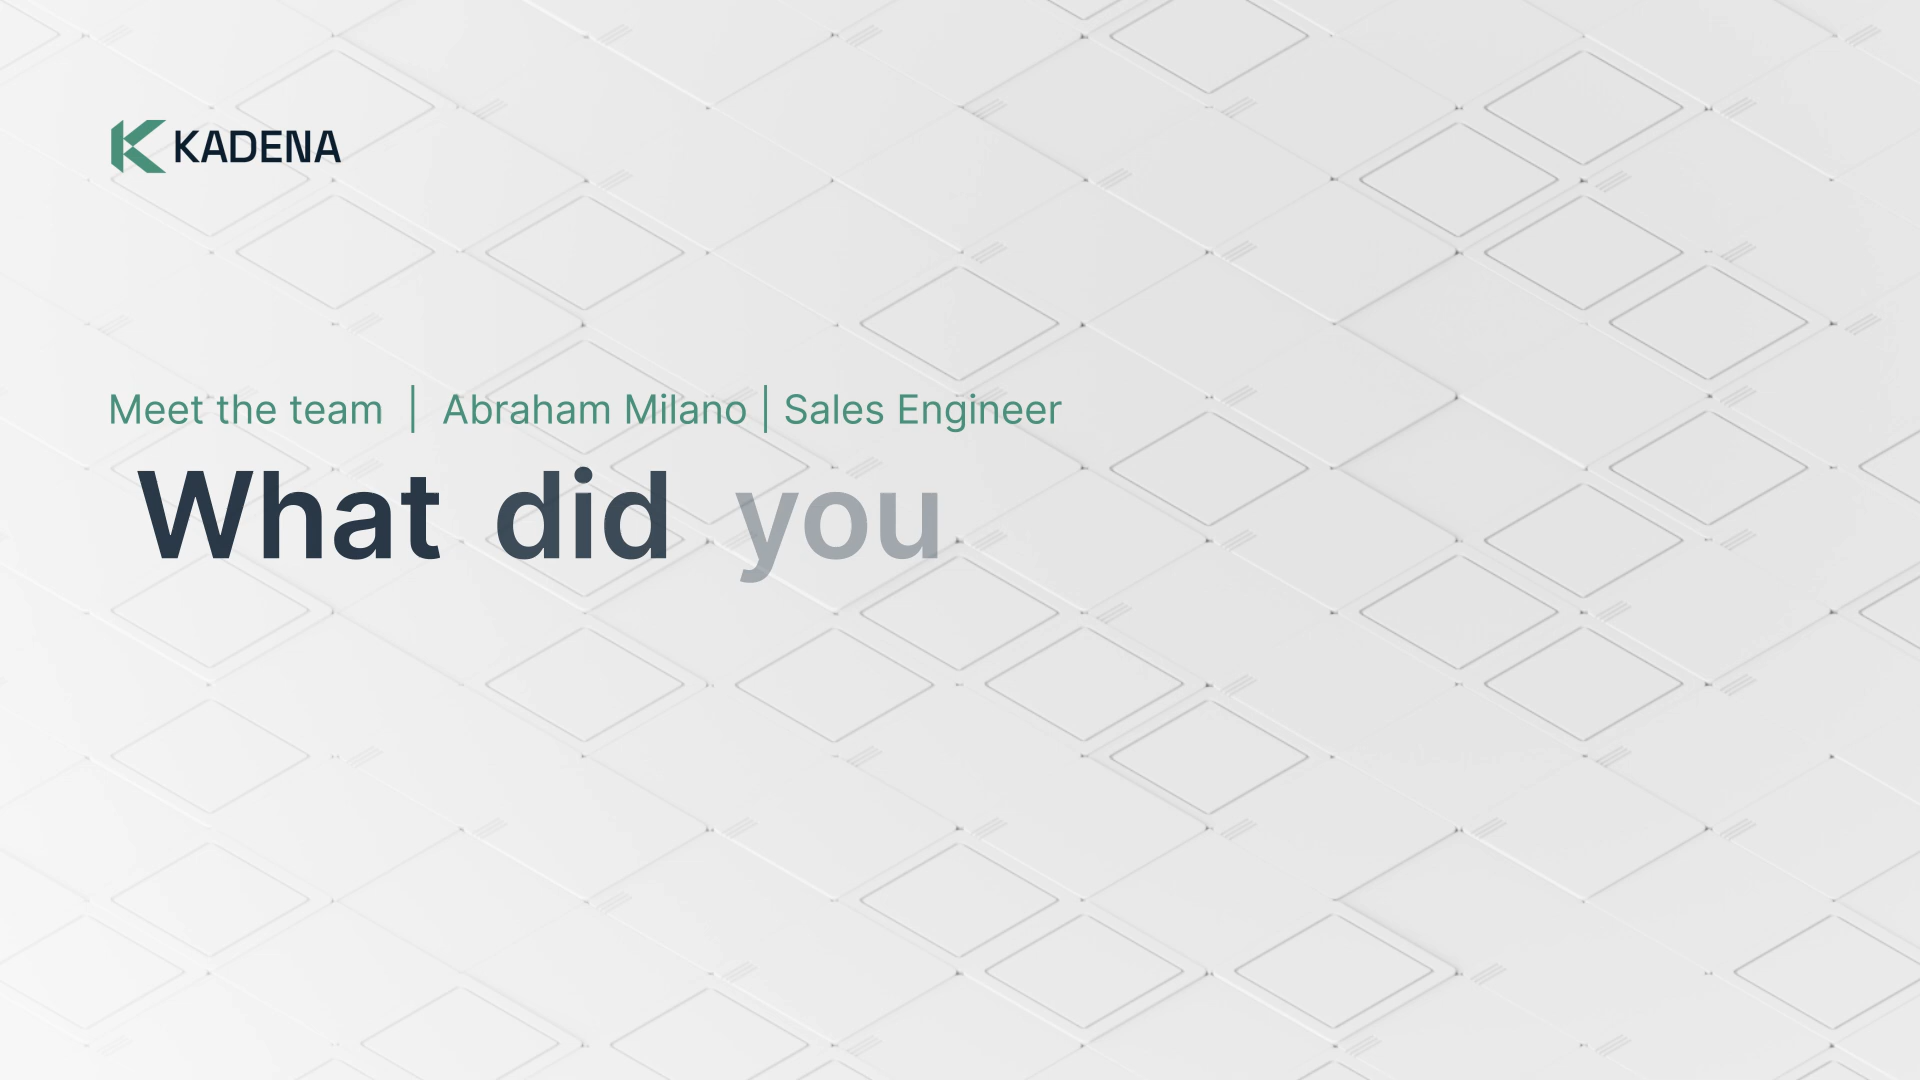 KADENA
Meet the team | Abraham Milano | Sales Engineer
What did you